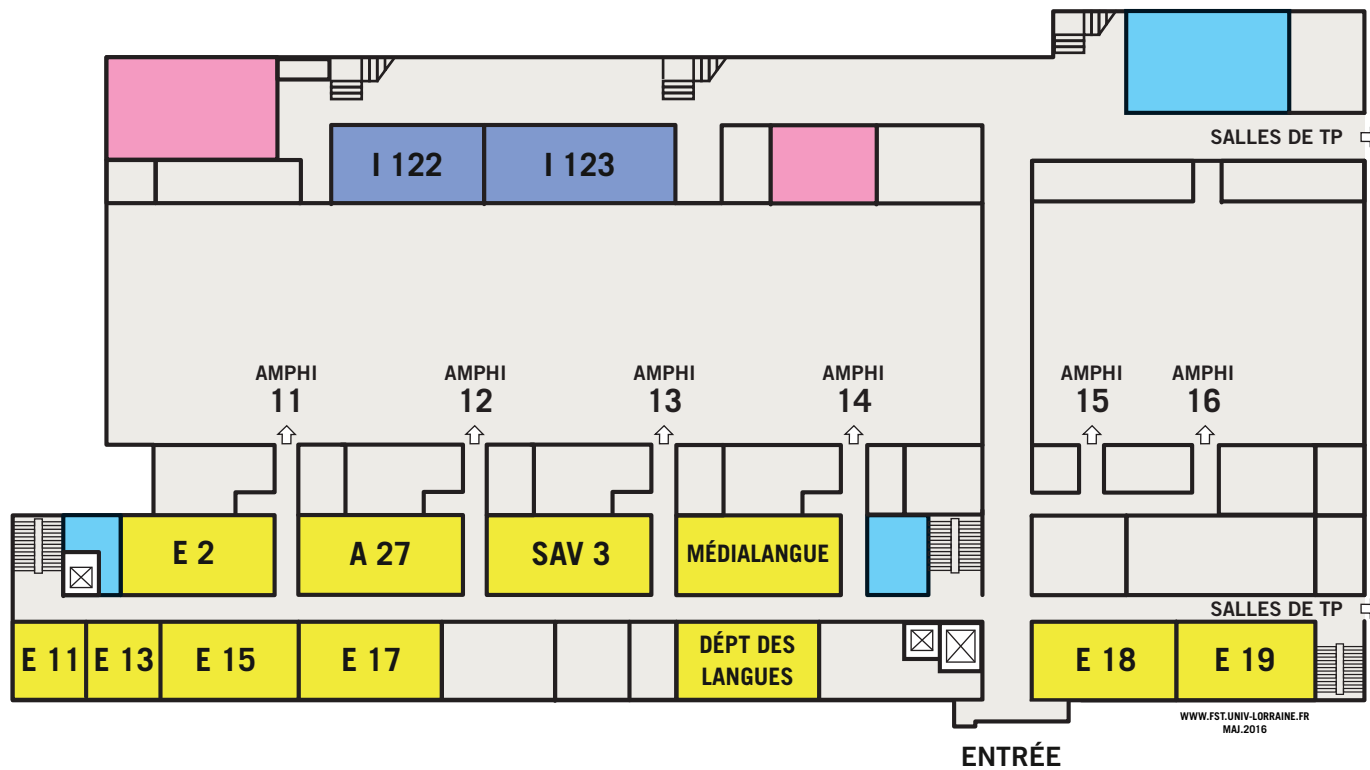 SALLES DE TP
I 122
I 123
AMPHI
11
AMPHI
12
AMPHI
13
AMPHI
14
AMPHI
15
AMPHI
16
E 2
A 27
SAV 3
MÉDIALANGUE
SALLES DE TP
E 11
E 13
E 15
E 17
DÉPT DES
LANGUES
E 18
E 19
WWW.FST.UNIV-LORRAINE.FR
MAJ.2016
ENTRÉE